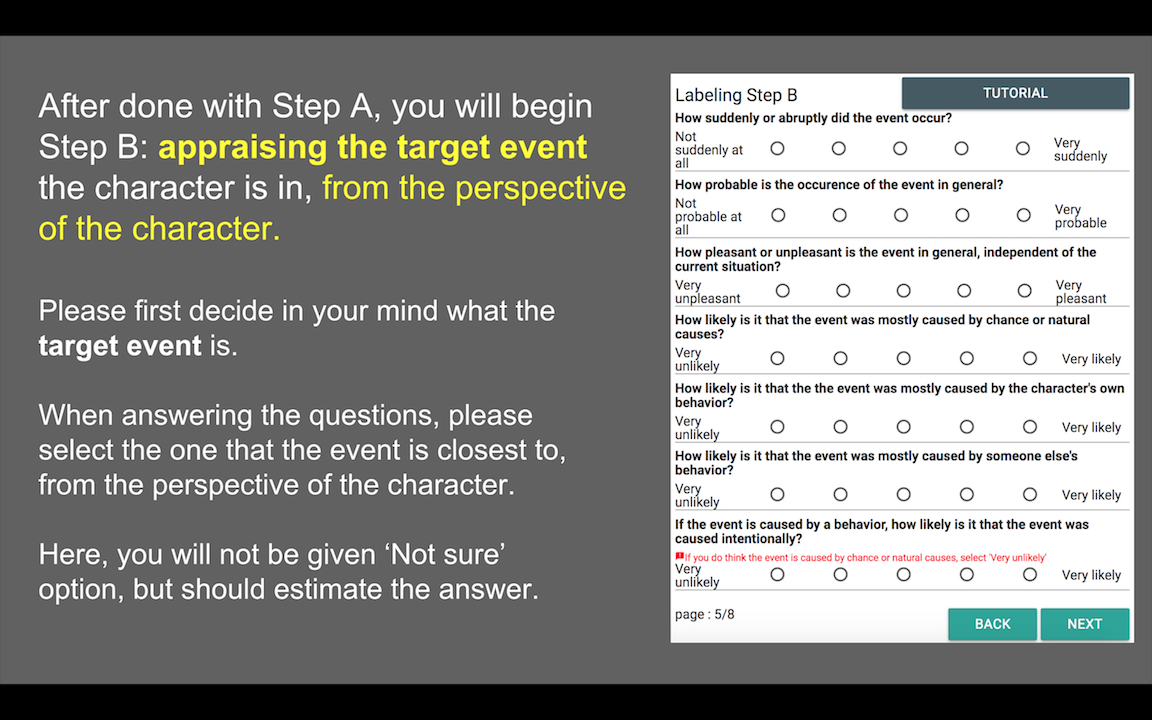 After done with Step A, you will begin
Step B: appraising the target event
the character is in, from the perspective
of the character.
Please first decide in your mind what the
target event is.
When answering the questions, please
select the one that the event is closest to,
from the perspective of the character.
Here, you will not be given ‘Not sure’
option, but should estimate the answer.
Labeling Step B
TUTORIAL
How suddenly or abruptly did the event occur?
Not
suddenly at
all
Very
suddenly
How probable is the occurence of the event in general?
Not
probable at
all
Very
probable
How pleasant or unpleasant is the event in general, independent of the
current situation?
Very
unpleasant
Very
pleasant
How likely is it that the event was mostly caused by chance or natural
causes?
Very
unlikely
Very likely
How likely is it that the the event was mostly caused by the character's own
behavior?
Very
unlikely
Very likely
How likely is it that the event was mostly caused by someone else's
behavior?
Very
unlikely
Very likely
If the event is caused by a behavior, how likely is it that the event was
caused intentionally?
If you do think the event is caused by chance or natural causes, select 'Very unlikely'
Very
unlikely
Very likely
page : 5/8
BACK
NEXT